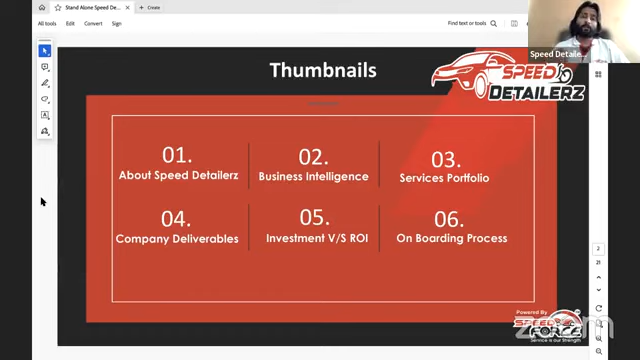 Stand Alone Speed De...
Create
All tools
Edit
Convert
Sign
Find text or tools
Speed Detaile...
Thumbnails
SPEED
DETAILERZ
01.
About Speed Detailerz
02.
Business Intelligence
03.
Services Portfolio
04.
Company Deliverables
05.
Investment V/S ROI
06.
On Boarding Process
2
21
Powered By
SPEED
FORCE
Service is our Strength
zoom